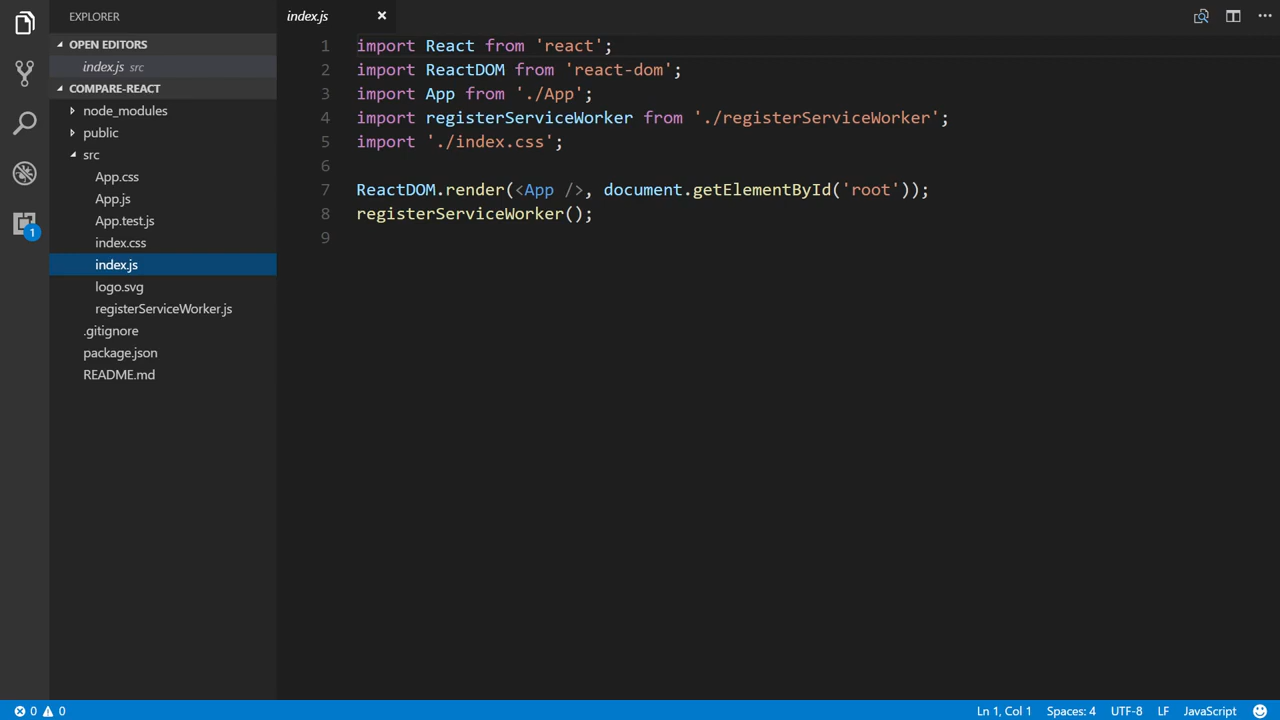 EXPLORER
OPEN EDITORS
index.js src
COMPARE-REACT
node_modules
public
src
App.css
App.js
App.test.js
index.css
index.js
logo.svg
registerServiceWorker.js
.gitignore
package.json
README.md
1
index.js
1 import React from 'react';
2 import ReactDOM from 'react-dom';
3 import App from './App';
4 import registerServiceWorker from './registerServiceWorker';
5 import './index.css';
6
7 ReactDOM.render(<App />, document.getElementById('root'));
8 registerServiceWorker();
9
0 0 Ln 1, Col 1 Spaces: 4 UTF-8 LF JavaScript